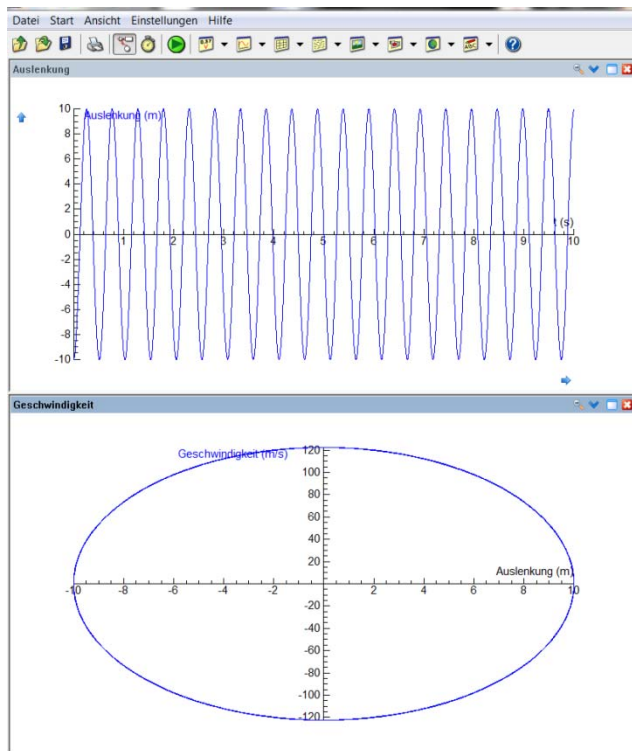 Datei Start Ansicht Einstellungen Hilfe
Auslenkung
10
Auslenkung (m)
8
6
4
2
t (s)
0
1 2 3 4 5 6 7 8 9 10
-2
-4
-6
-8
-10
Geschwindigkeit
120
Geschwindigkeit (m/s)
100
80
60
40
20
Auslenkung (m)
-10 -8 -6 -4 -2 0 2 4 6 8 10
-20
-40
-60
-80
-100
-120